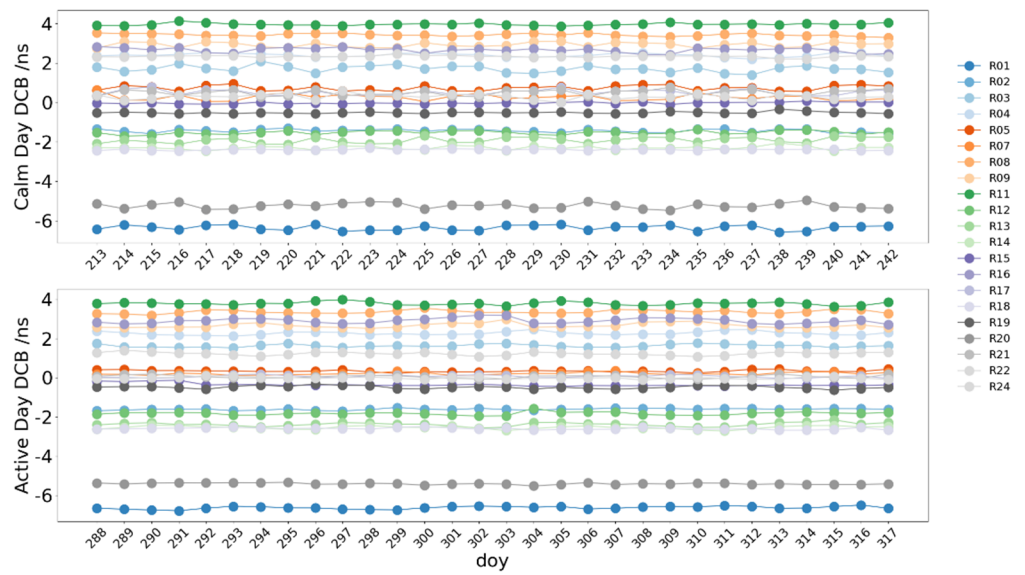 Calm Day DCB /ns
4
2
0
-2
-4
-6
213 214 215 216 217 218 219 220 221 222 223 224 225 226 227 228 229 230 231 232 233 234 235 236 237 238 239 240 241 242
Active Day DCB /ns
4
2
0
-2
-4
-6
288 289 290 291 292 293 294 295 296 297 298 299 300 301 302 303 304 305 306 307 308 309 310 311 312 313 314 315 316 317
doy
R01
R02
R03
R04
R05
R07
R08
R09
R11
R12
R13
R14
R15
R16
R17
R18
R19
R20
R21
R22
R24